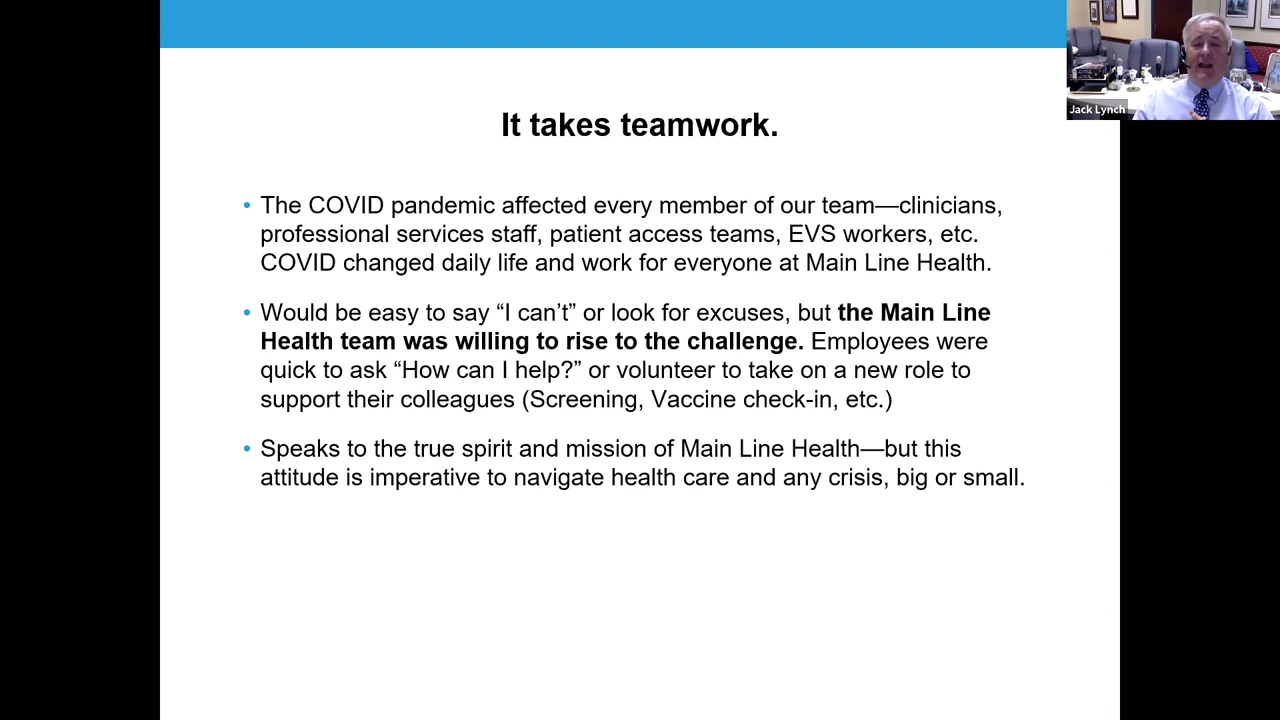 Jack Lynch
It takes teamwork.
• The COVID pandemic affected every member of our team—clinicians,
professional services staff, patient access teams, EVS workers, etc.
COVID changed daily life and work for everyone at Main Line Health.
• Would be easy to say “I can’t” or look for excuses, but the Main Line
Health team was willing to rise to the challenge. Employees were
quick to ask “How can I help?” or volunteer to take on a new role to
support their colleagues (Screening, Vaccine check-in, etc.)
• Speaks to the true spirit and mission of Main Line Health—but this
attitude is imperative to navigate health care and any crisis, big or small.